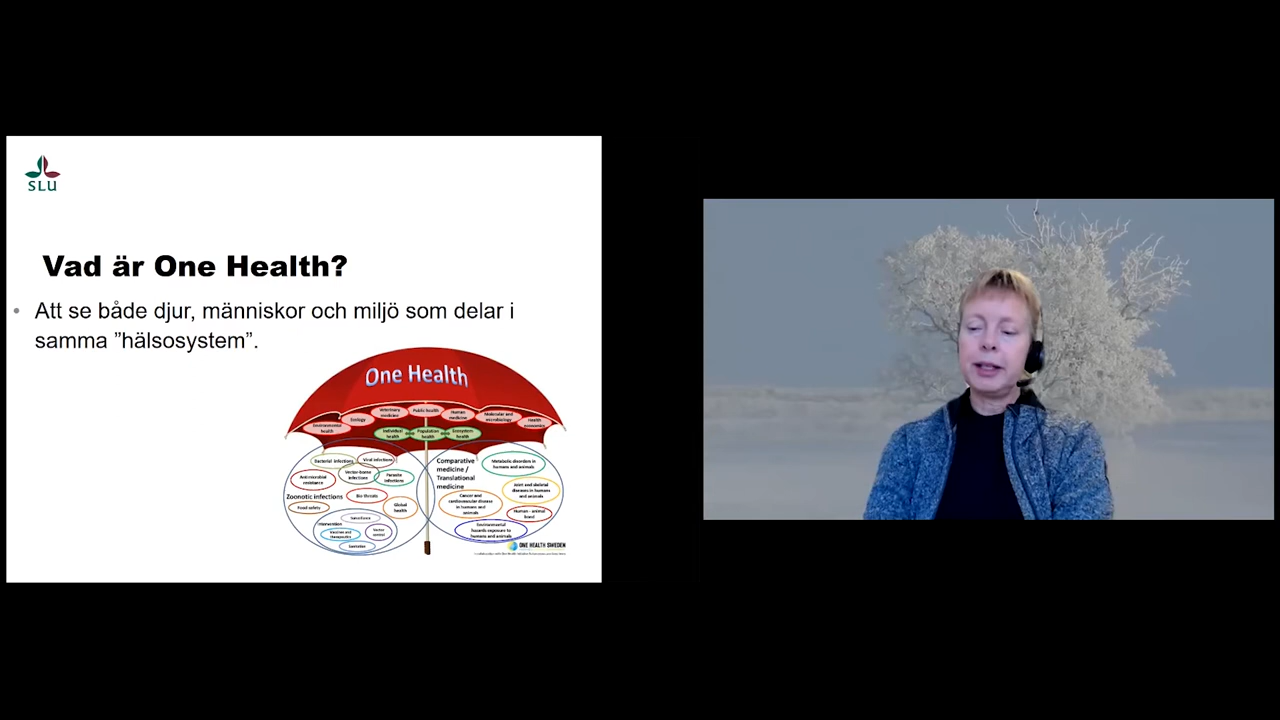 SLU
Vad är One Health?
• Att se både djur, människor och miljö som delar i
samma ”hälsosystem”.
One Health
Environmental
health
Ecology
Veterinary
medicine
Public health
Human
medicine
Molecular and
microbiology
Health
economics
Individual
health
Population
health
Ecosystem
health
Bacterial infections
Viral infections
Vector-borne
infections
Parasite
infections
Antimicrobial
resistance
Zoonotic infections
Bio threats
Food safety
Global
health
Surveillance
Intervention
Vaccines and
therapeutics
Vector
control
Sanitation
Comparative
medicine /
Translational
medicine
Metabolic disorders in
humans and animals
Joint and skeletal
diseases in humans
and animals
Cancer and
cardiovascular disease
in humans and
animals
Human - animal
bond
Environmental
hazards exposure to
humans and animals
ONE HEALTH SWEDEN